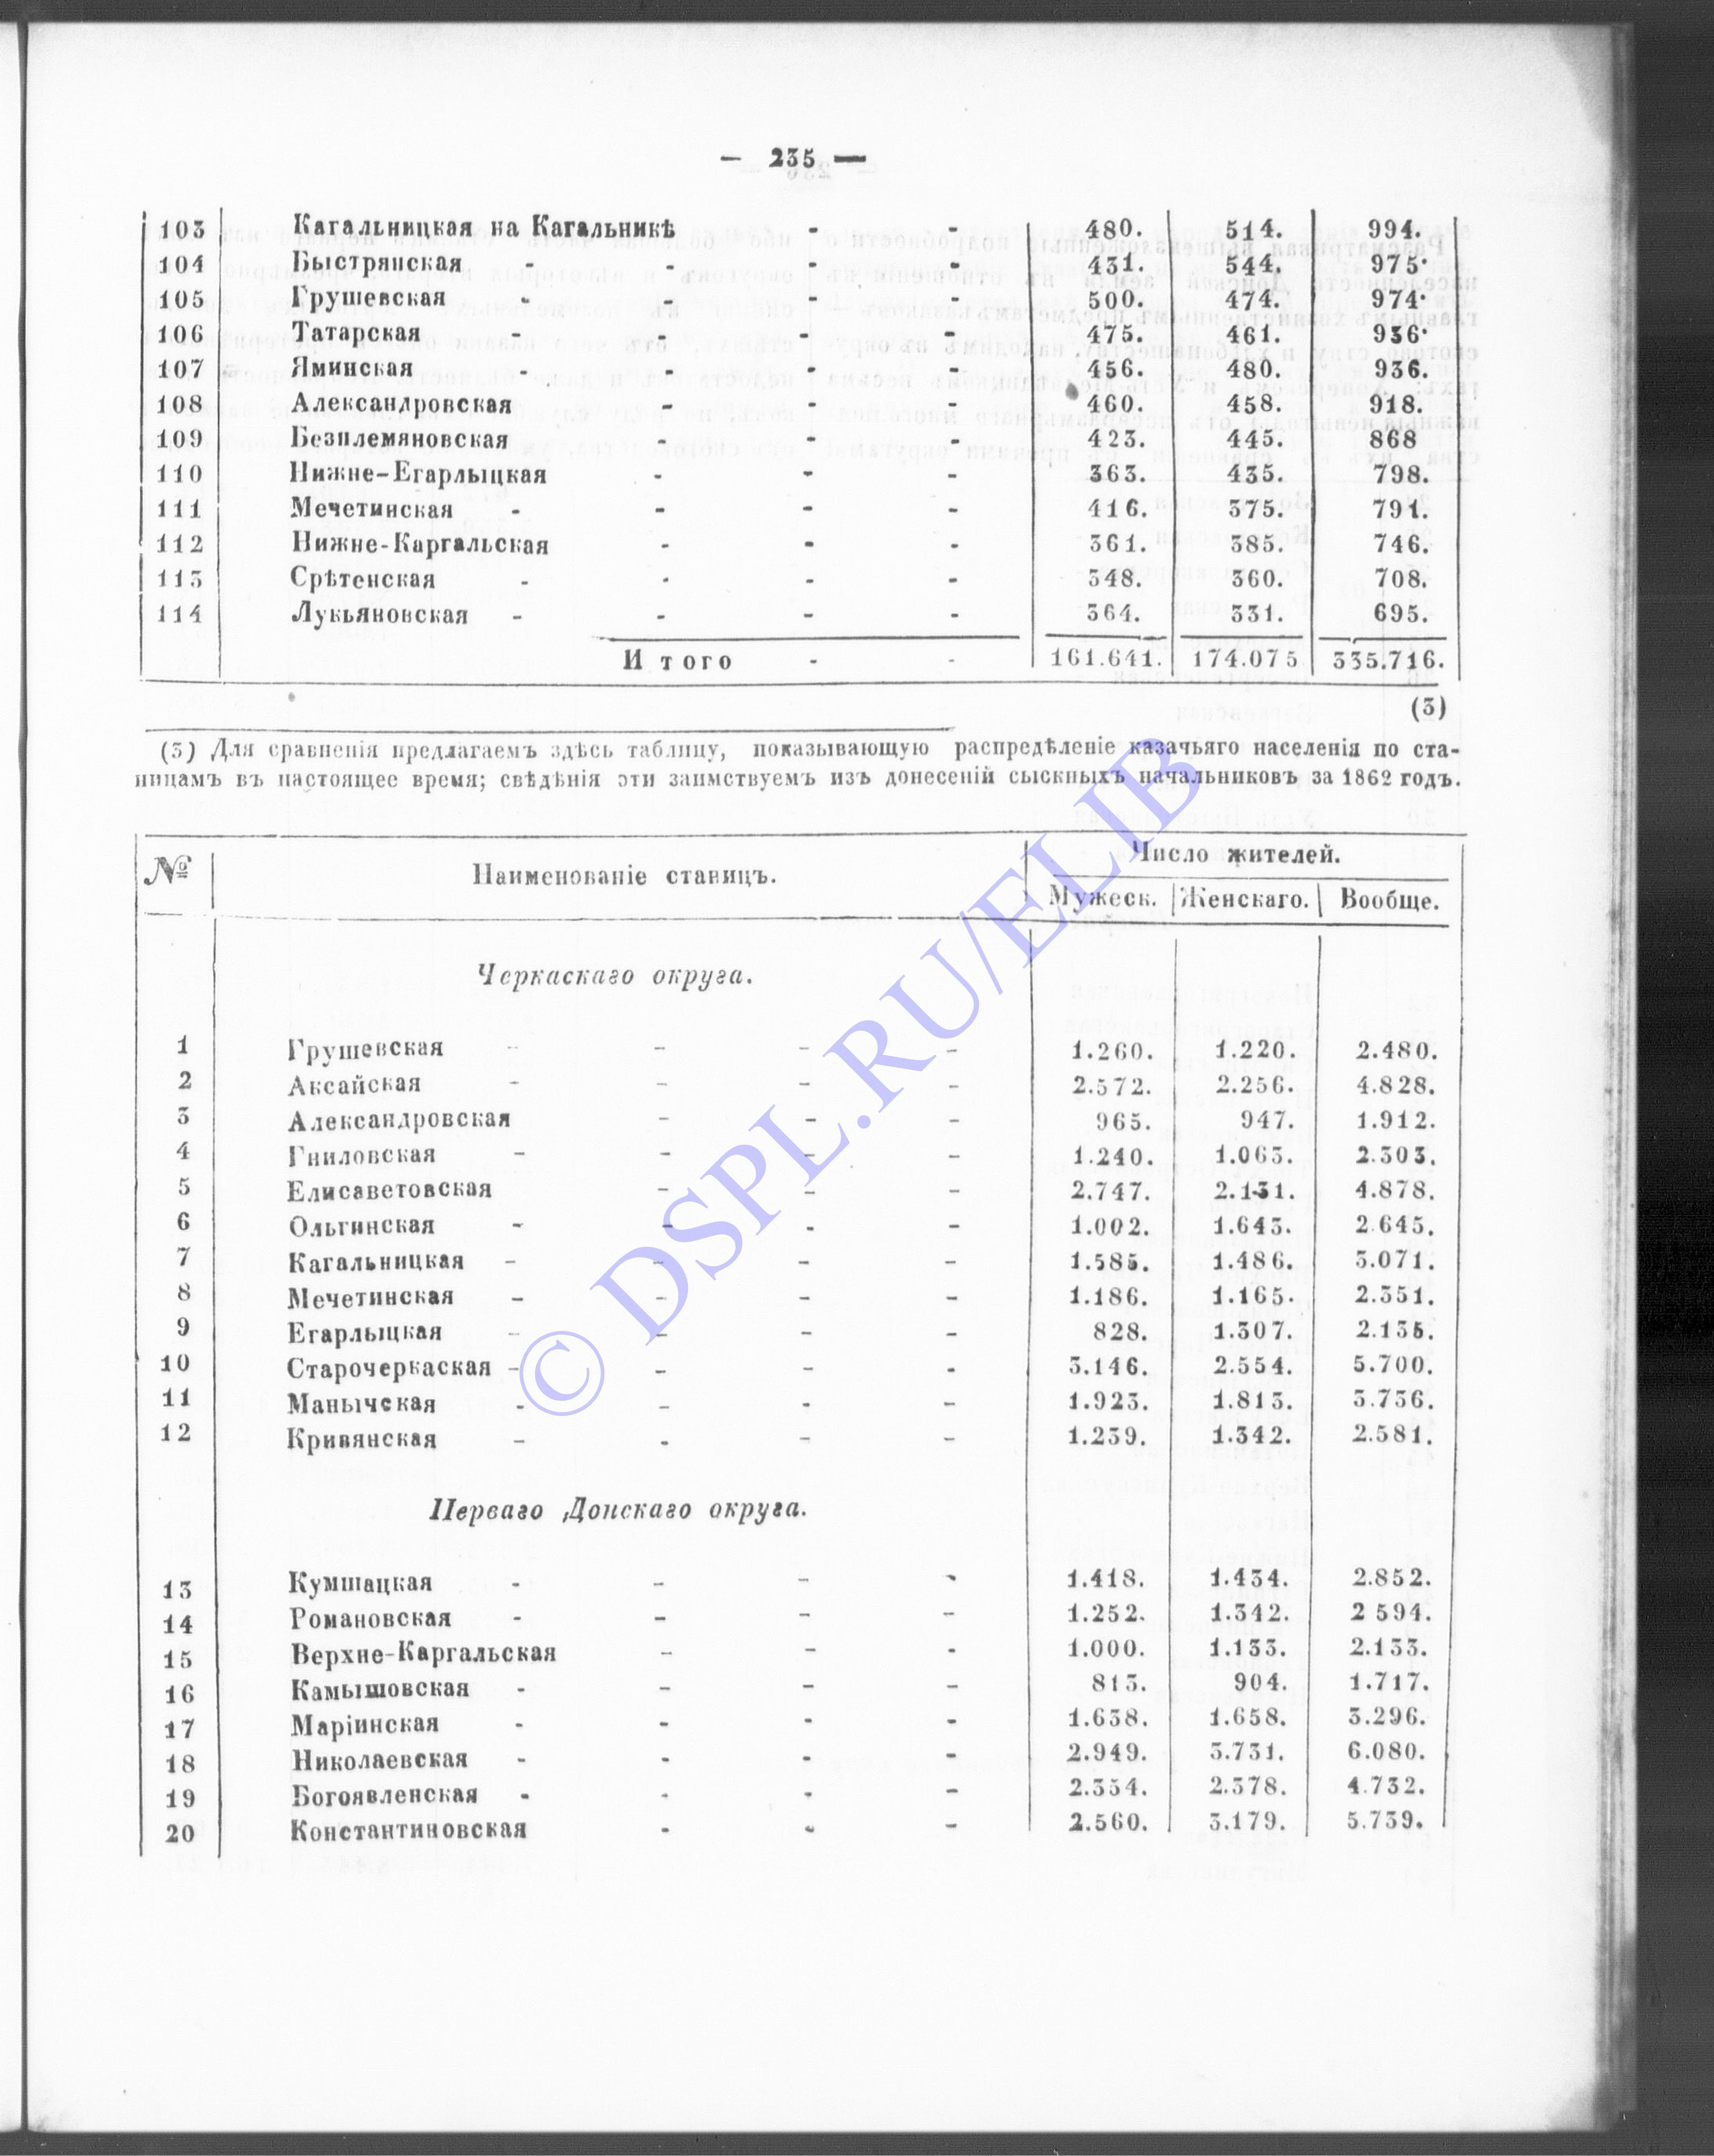 — 235 —
103 Кагальницкая на Кагальникѣ - - 480. 514. 994.
104 Быстрянская - - - - 431. 544. 975.
105 Грушевская - - - - 500. 474. 974.
106 Татарская - - - - 475. 461. 936.
107 Яминская - - - - 456. 480. 936.
108 Александровская - - - 460. 458. 918.
109 Безплемяновская - - - 423. 445. 868
110 Нижне-Егарлыцкая - - - 363. 435. 798.
111 Мечетинская - - - - 416. 375. 791.
112 Нижне-Каргальская - - - 361. 385. 746.
113 Срѣтенская - - - - 348. 360. 708.
114 Лукьяновская - - - - 364. 331. 695.
Итого - - 161.641. 174.075 335.716.
(3)
(3) Для сравненія предлагаемъ здѣсь таблицу, показывающую распредѣленіе казачьяго населенія по ста-
ницамъ въ настоящее время; свѣдѣнія эти заимствуемъ изъ донесеній сыскныхъ начальниковъ за 1862 годъ.
№ Наименованіе станицъ. Число жителей.
Мужеск. Женскаго. Вообще.
Черкаскаго округа.
1 Грушевская - - - - 1.260. 1.220. 2.480.
2 Аксайская - - - - 2.572. 2.256. 4.828.
3 Александровская - - - 965. 947. 1.912.
4 Гниловская - - - - 1.240. 1.063. 2.303.
5 Елисаветовская - - - 2.747. 2.131. 4.878.
6 Ольгинская - - - - 1.002. 1.643. 2.645.
7 Кагальницкая - - - - 1.585. 1.486. 3.071.
8 Мечетинская - - - - 1.186. 1.165. 2.351.
9 Егарлыцкая - - - - 828. 1.307. 2.135.
10 Старочеркаская - - - - 3.146. 2.554. 5.700.
11 Манычская - - - - 1.923. 1.813. 3.736.
12 Кривянская - - - - 1.239. 1.342. 2.581.
Перваго Донскаго округа.
13 Кумшацкая - - - - 1.418. 1.434. 2.852.
14 Романовская - - - - 1.252. 1.342. 2 594.
15 Верхне-Каргальская - - - 1.000. 1.133. 2.133.
16 Камышовская - - - - 813. 904. 1.717.
17 Маріинская - - - - 1.638. 1.658. 3.296.
18 Николаевская - - - - 2.949. 3.731. 6.080.
19 Богоявленская - - - - 2.354. 2.378. 4.732.
20 Константиновская - - - 2.560. 3.179. 5.739.
© DSPL.RU/ELIB